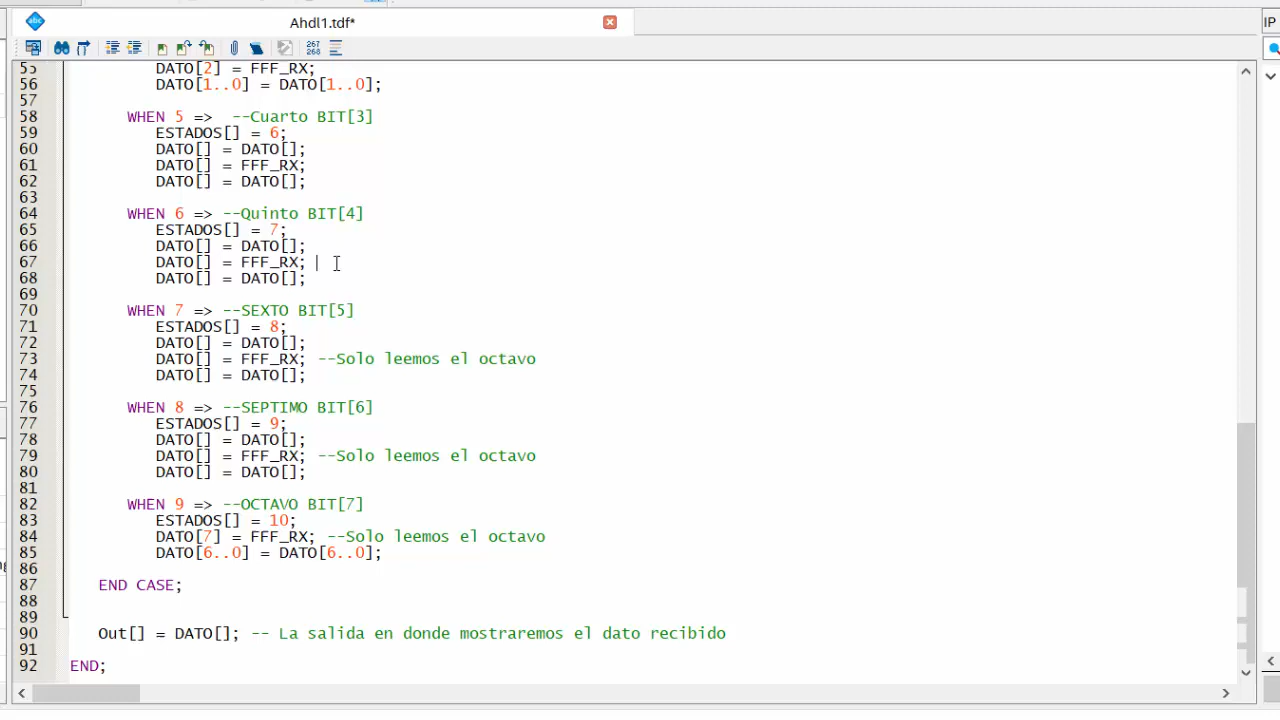 Ahdl1.tdf*
IP
abc
267
268
55 DATO[2] = FFF_RX;
56 DATO[1..0] = DATO[1..0];
57
58 WHEN 5 => --Cuarto BIT[3]
59 ESTADOS[] = 6;
60 DATO[] = DATO[];
61 DATO[] = FFF_RX;
62 DATO[] = DATO[];
63
64 WHEN 6 => --Quinto BIT[4]
65 ESTADOS[] = 7;
66 DATO[] = DATO[];
67 DATO[] = FFF_RX;
68 DATO[] = DATO[];
69
70 WHEN 7 => --SEXTO BIT[5]
71 ESTADOS[] = 8;
72 DATO[] = DATO[];
73 DATO[] = FFF_RX; --Solo leemos el octavo
74 DATO[] = DATO[];
75
76 WHEN 8 => --SEPTIMO BIT[6]
77 ESTADOS[] = 9;
78 DATO[] = DATO[];
79 DATO[] = FFF_RX; --Solo leemos el octavo
80 DATO[] = DATO[];
81
82 WHEN 9 => --OCTAVO BIT[7]
83 ESTADOS[] = 10;
84 DATO[7] = FFF_RX; --Solo leemos el octavo
85 DATO[6..0] = DATO[6..0];
86
87 END CASE;
88
89
90 Out[] = DATO[]; -- La salida en donde mostraremos el dato recibido
91
92 END;